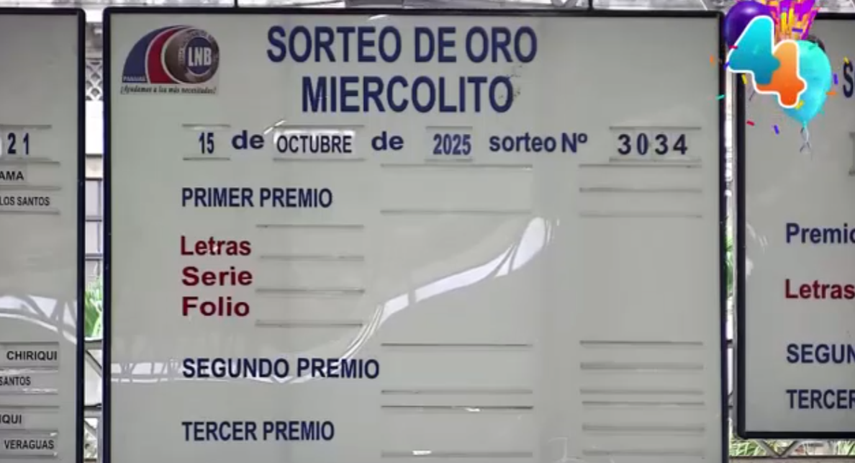 21
AMA
LOS SANTOS
CHIRIQUI
SANTOS
IQUI
VERAGUAS
LNB
PANAMÁ
¡Ayudamos a los más necesitados!
SORTEO DE ORO
MIERCOLITO
15 de OCTUBRE de 2025 sorteo Nº 3034
PRIMER PREMIO
Letras
Serie
Folio
SEGUNDO PREMIO
TERCER PREMIO
4
S
Premio
Letras
SEGUN
TERCER